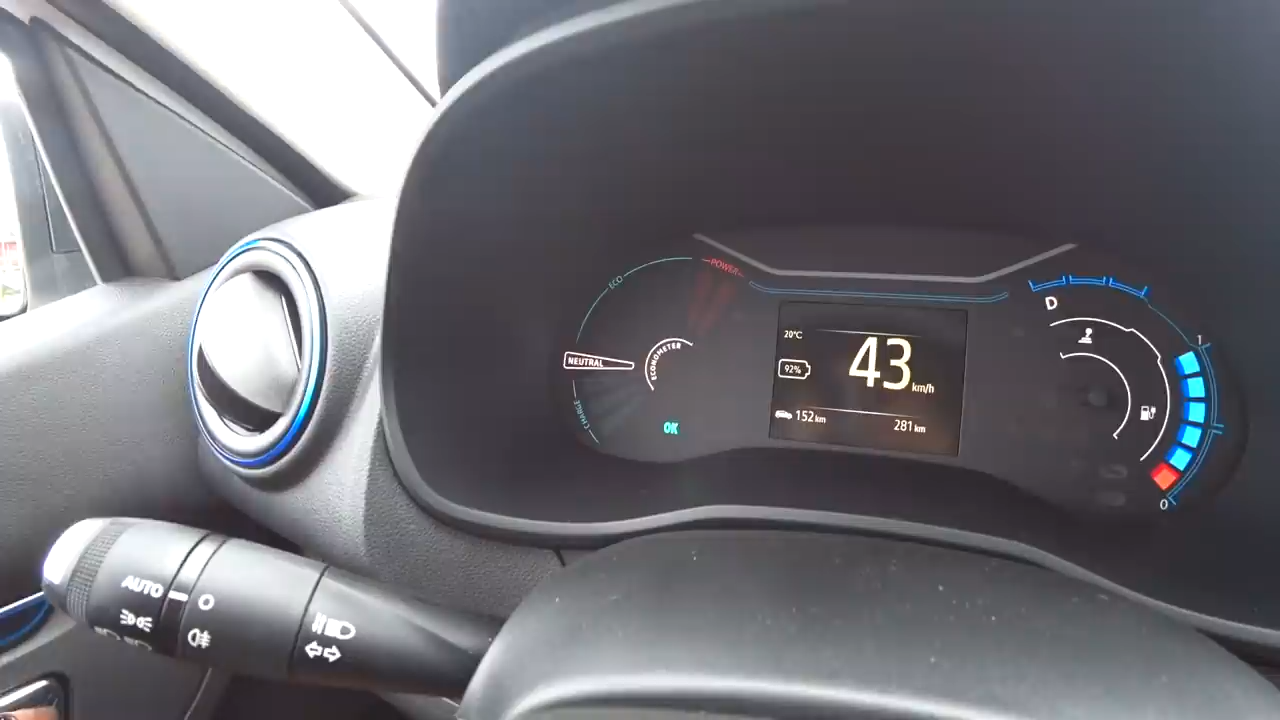 POWER
ECO
NEUTRAL
ECONOMETER
CHARGE
OK
20°C
92%
43 km/h
152 km
281 km
D
1
0
AUTO